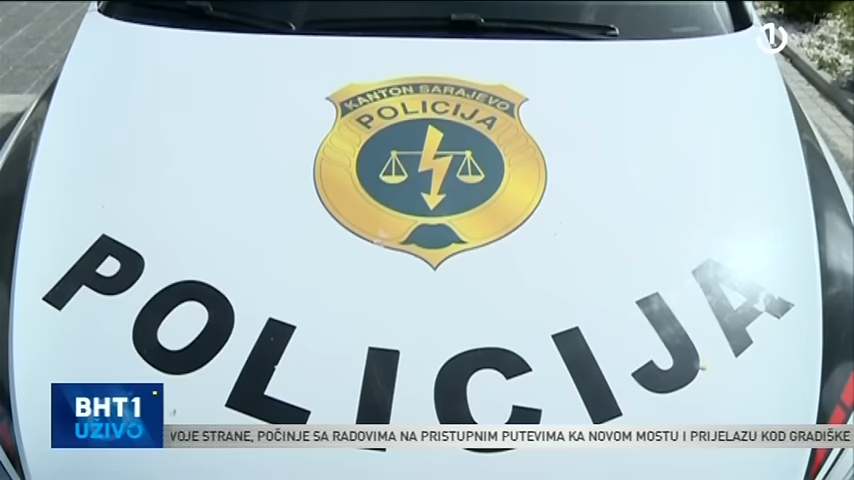 1
KANTON SARAJEVO
POLICIJA
POLICIJA
BHT1
UŽIVO
VOJE STRANE, POČINJE SA RADOVIMA NA PRISTUPNIM PUTEVIMA KA NOVOM MOSTU I PRIJELAZU KOD GRADIŠKE